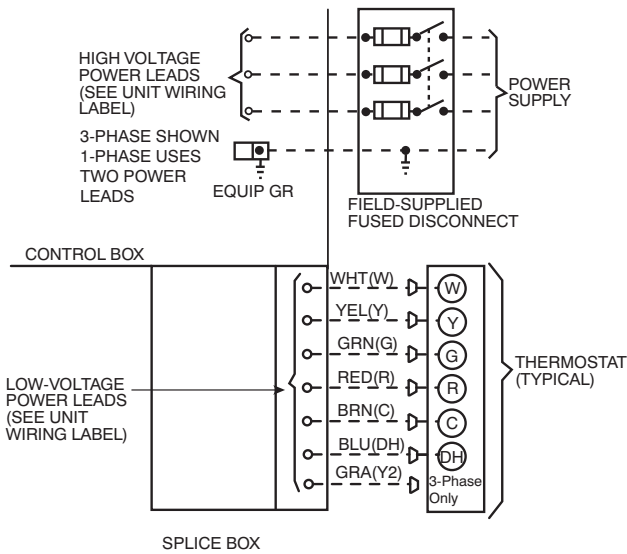 HIGH VOLTAGE
POWER LEADS
(SEE UNIT WIRING
LABEL)
POWER
SUPPLY
3-PHASE SHOWN
1-PHASE USES
TWO POWER
LEADS
EQUIP GR
FIELD-SUPPLIED
FUSED DISCONNECT
CONTROL BOX
WHT(W)
W
YEL(Y)
Y
GRN(G)
G
RED(R)
R
BRN(C)
C
BLU(DH)
DH
GRA(Y2)
3-Phase
Only
THERMOSTAT
(TYPICAL)
LOW-VOLTAGE
POWER LEADS
(SEE UNIT
WIRING LABEL)
SPLICE BOX